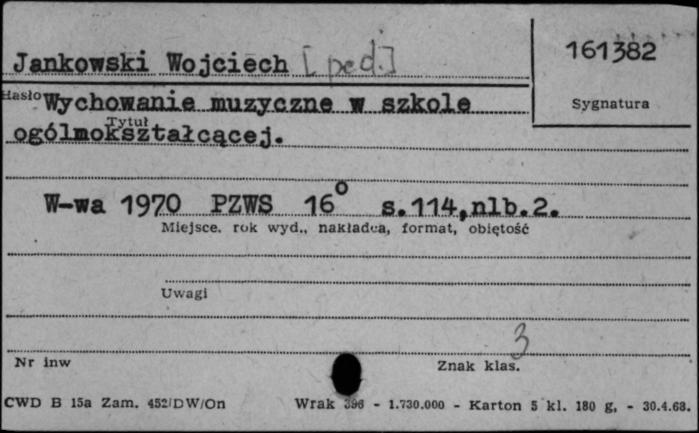 Jankowski Wojciech [ped.]
161382
Hasło Wychowanie muzyczne w szkole
Sygnatura
Tytuł
ogólmokształcącej.
W-wa 1970 PZWS 16° s.114,nlb.2.
Miejsce. rok wyd., nakładca, format, objętość
Uwagi
3
Nr inw
Znak klas.
CWD B 15a Zam. 452/DW/On Wrak 396 - 1.730.000 - Karton 5 kl. 180 g, - 30.4.68.